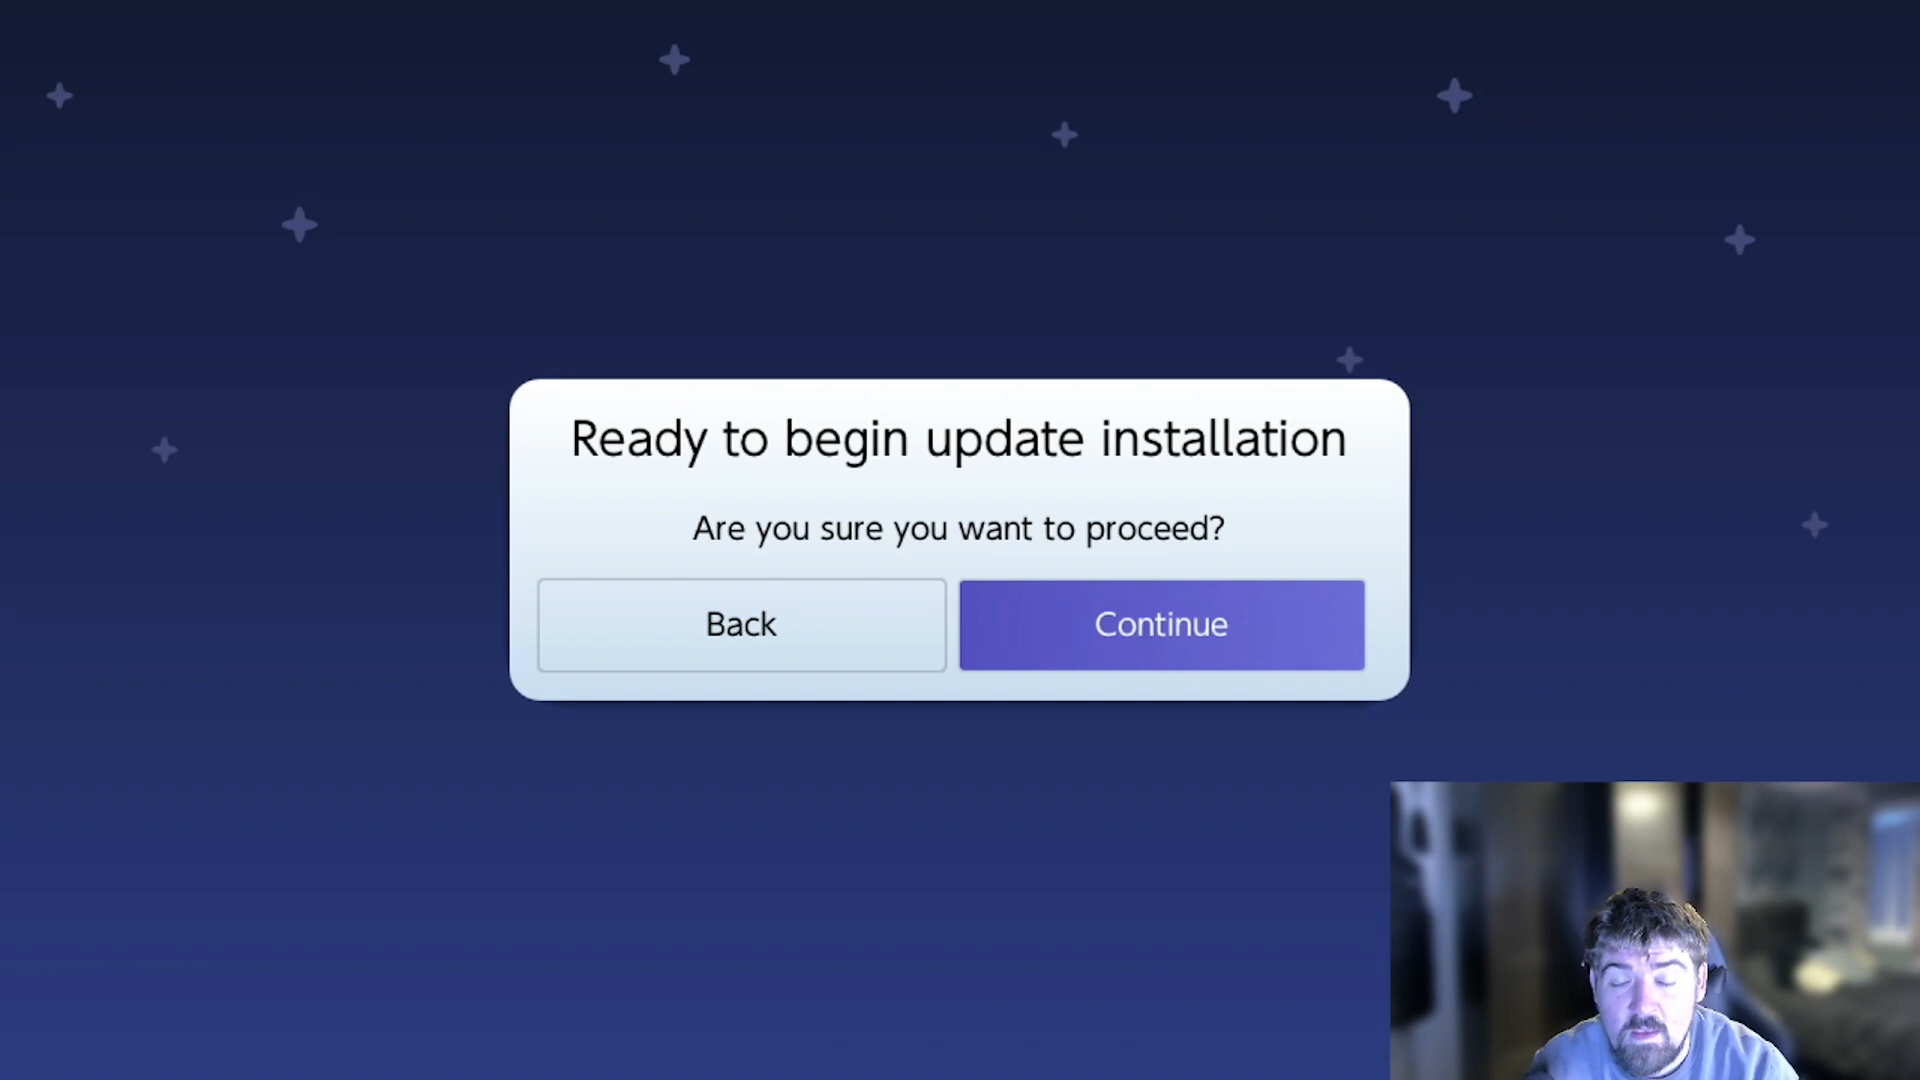 Ready to begin update installation
Are you sure you want to proceed?
Back
Continue